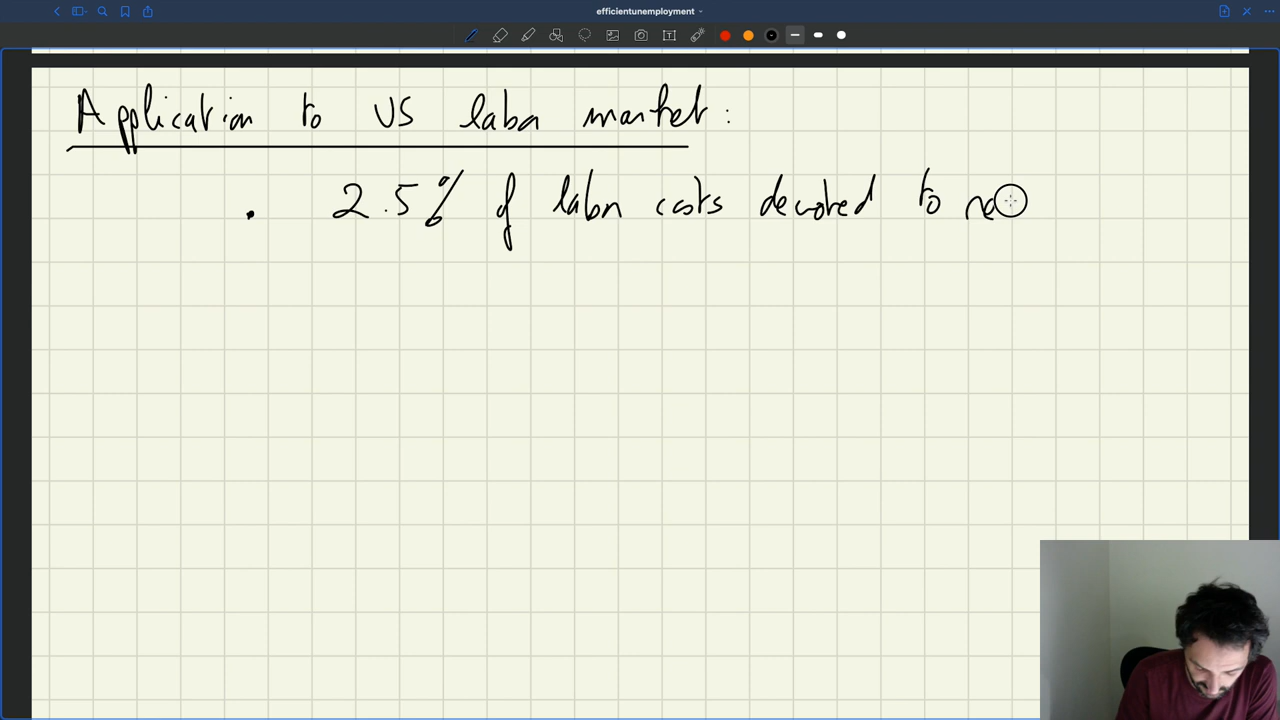 efficientunemployment
Application to US labor market:
• 2.5% of labor costs devoted to